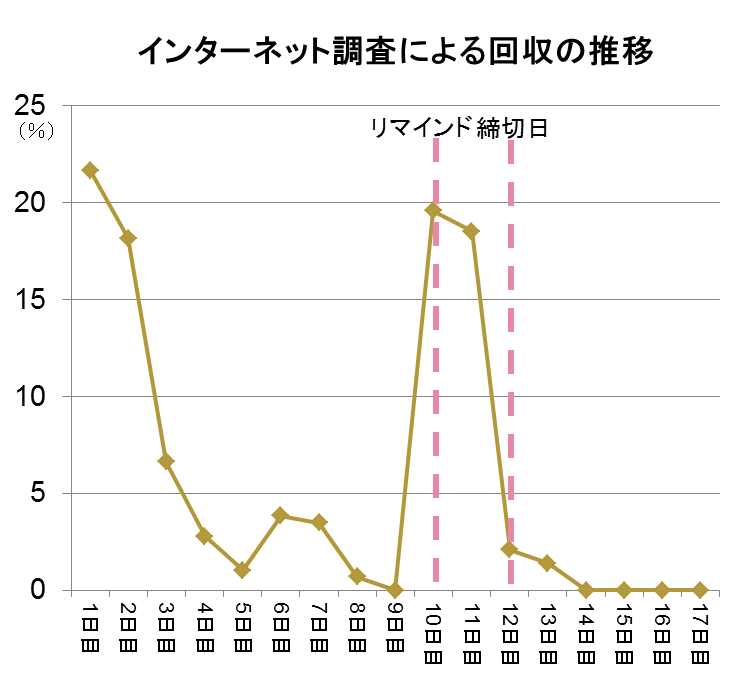 インターネット調査による回収の推移
25
(%)
リマインド 締切日
20
15
10
5
0
1日目
2日目
3日目
4日目
5日目
6日目
7日目
8日目
9日目
10日目
11日目
12日目
13日目
14日目
15日目
16日目
17日目